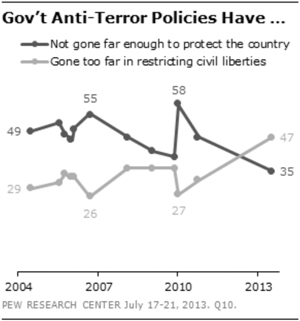 Gov't Anti-Terror Policies Have ...
Not gone far enough to protect the country
Gone too far in restricting civil liberties
58
55
49
47
35
29
26
27
2004 2007 2010 2013
PEW RESEARCH CENTER July 17-21, 2013. Q10.